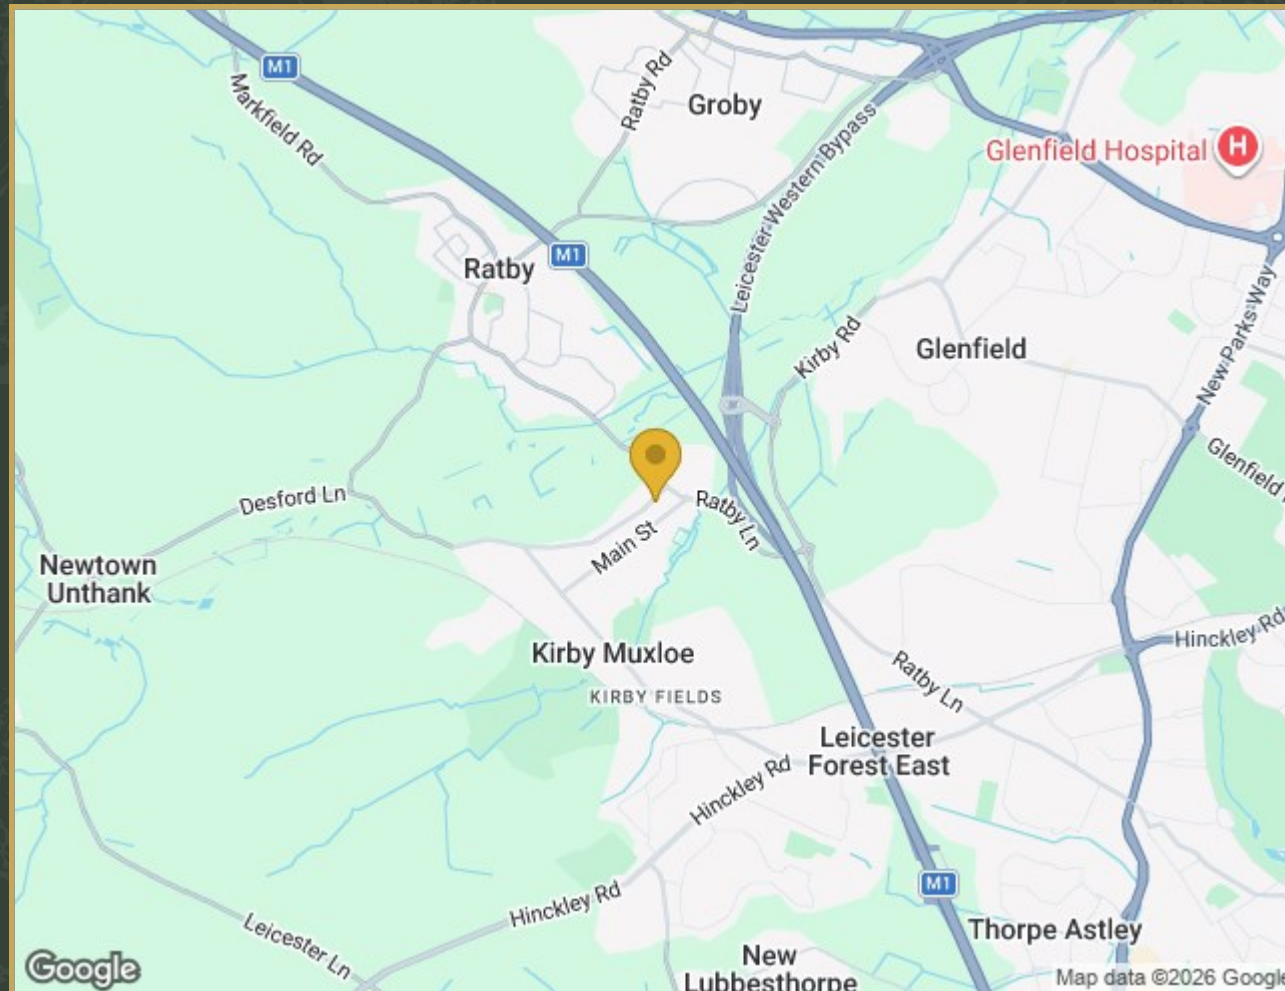 M1
Markfield Rd
Ratby Rd
Groby
Leicester Western Bypass
Glenfield Hospital
H
Ratby
M1
Kirby Rd
Glenfield
New Parks Way
Glenfield
Desford Ln
Ratby Ln
Main St
Newtown
Unthank
Kirby Muxloe
KIRBY FIELDS
Hinckley Rd
Ratby Ln
Leicester
Forest East
Hinckley Rd
M1
Hinckley Rd
Leicester Ln
Thorpe Astley
New
Lubbesthorpe
Google
Map data ©2026 Google